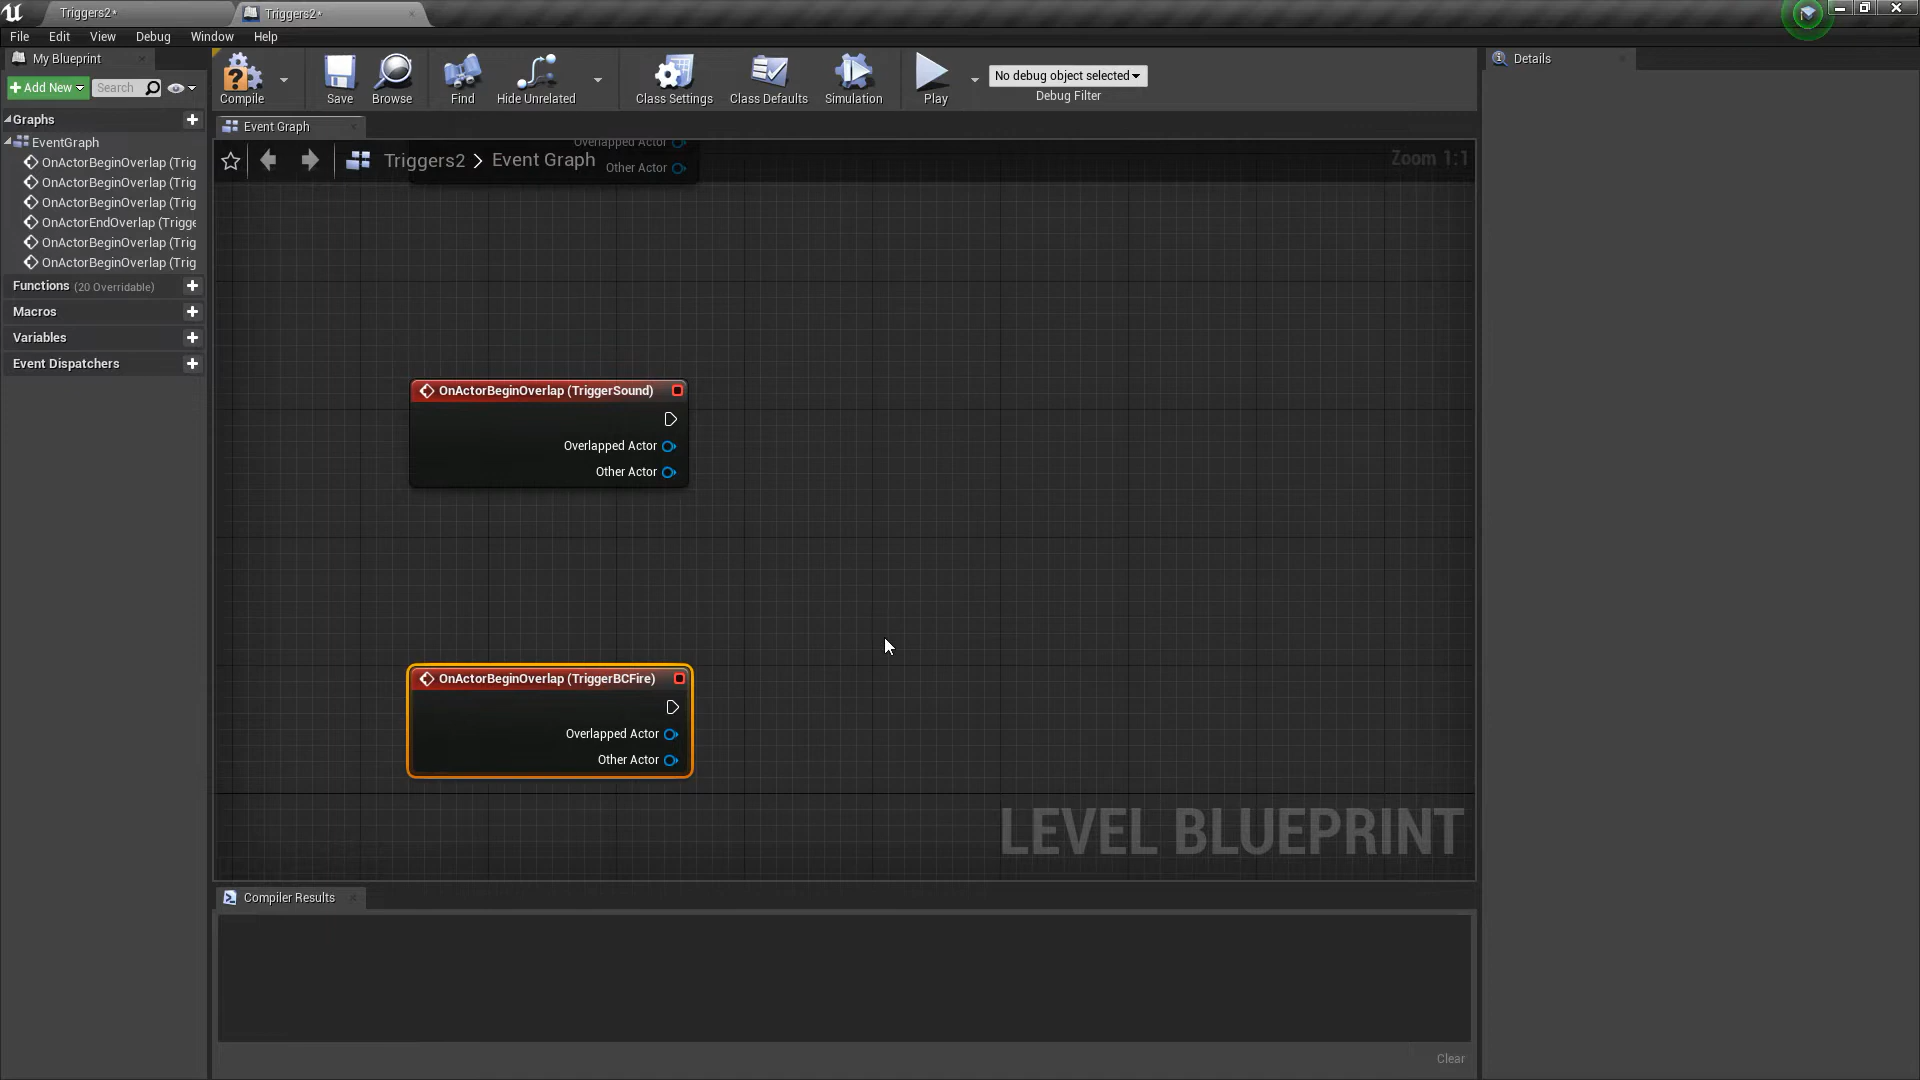 Triggers2*
Triggers2*
File Edit View Debug Window Help
My Blueprint
Details
Add New
Search
Compile
Save
Browse
Find
Hide Unrelated
Class Settings
Class Defaults
Simulation
Play
No debug object selected
Debug Filter
Graphs
EventGraph
OnActorBeginOverlap (Trig
OnActorBeginOverlap (Trig
OnActorBeginOverlap (Trig
OnActorEndOverlap (Trigge
OnActorBeginOverlap (Trig
OnActorBeginOverlap (Trig
Functions (20 Overridable)
Macros
Variables
Event Dispatchers
Event Graph
Overlapped Actor
Triggers2 > Event Graph
Other Actor
Zoom 1:1
OnActorBeginOverlap (TriggerSound)
Overlapped Actor
Other Actor
OnActorBeginOverlap (TriggerBCFire)
Overlapped Actor
Other Actor
LEVEL BLUEPRINT
Compiler Results
Clear